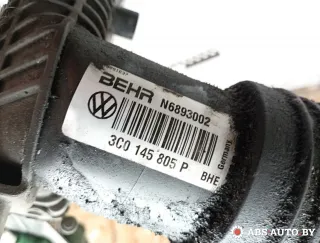 BEHR N6893002
3C0 145 805 P BHE
Germany
ABS AUTO BY